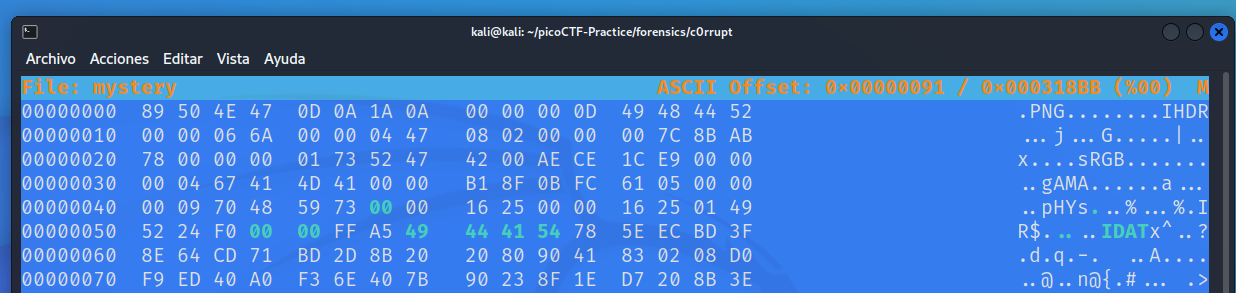 kali@kali: ~/picoCTF-Practice/forensics/c0rrupt
Archivo Acciones Editar Vista Ayuda
File: mystery ASCII Offset: 0×00000091 / 0×000318BB (%00) M
00000000 89 50 4E 47 0D 0A 1A 0A 00 00 00 0D 49 48 44 52 .PNG........IHDR
00000010 00 00 06 6A 00 00 04 47 08 02 00 00 00 7C 8B AB ...j...G.....|..
00000020 78 00 00 00 01 73 52 47 42 00 AE CE 1C E9 00 00 x....sRGB.......
00000030 00 04 67 41 4D 41 00 00 B1 8F 0B FC 61 05 00 00 ..gAMA......a...
00000040 00 09 70 48 59 73 00 00 16 25 00 00 16 25 01 49 ..pHYs...%...%.I
00000050 52 24 F0 00 00 FF A5 49 44 41 54 78 5E EC BD 3F R$.....IDATx^..?
00000060 8E 64 CD 71 BD 2D 8B 20 20 80 90 41 83 02 08 D0 .d.q.-.  ..A....
00000070 F9 ED 40 A0 F3 6E 40 7B 90 23 8F 1E D7 20 8B 3E ..@..n@{.#... .>